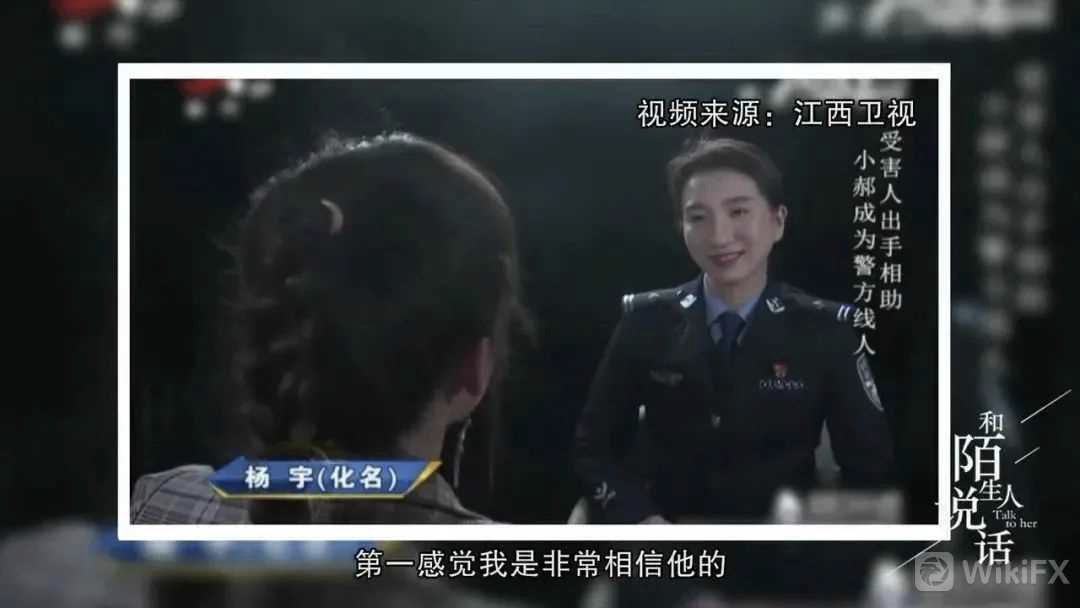 视频来源：江西卫视
受害人出手相助
小郝成为警方线人
杨 宇(化名)
第一感觉我是非常相信他的
和
陌
生人
说
话
Talk
to her
WikiFX